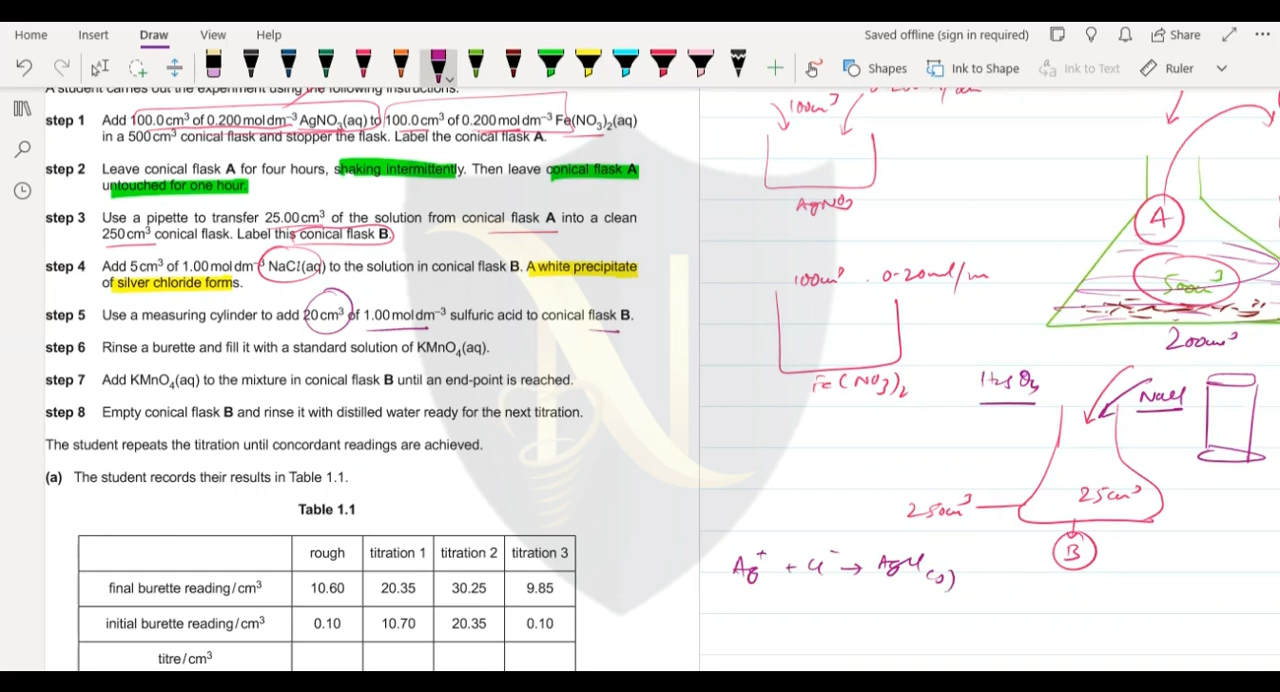 Home Insert Draw View Help
Saved offline (sign in required) Share
Shapes Ink to Shape Ink to Text Ruler
A student carries out the experiment using the following instructions.
step 1 Add 100.0 cm³ of 0.200 mol dm⁻³ AgNO₃(aq) to 100.0 cm³ of 0.200 mol dm⁻³ Fe(NO₃)₂(aq)
in a 500 cm³ conical flask and stopper the flask. Label the conical flask A.
step 2 Leave conical flask A for four hours, shaking intermittently. Then leave conical flask A
untouched for one hour.
step 3 Use a pipette to transfer 25.00 cm³ of the solution from conical flask A into a clean
250 cm³ conical flask. Label this conical flask B.
step 4 Add 5 cm³ of 1.00 mol dm⁻³ NaCl(aq) to the solution in conical flask B. A white precipitate
of silver chloride forms.
step 5 Use a measuring cylinder to add 20 cm³ of 1.00 mol dm⁻³ sulfuric acid to conical flask B.
step 6 Rinse a burette and fill it with a standard solution of KMnO₄(aq).
step 7 Add KMnO₄(aq) to the mixture in conical flask B until an end-point is reached.
step 8 Empty conical flask B and rinse it with distilled water ready for the next titration.
The student repeats the titration until concordant readings are achieved.
(a) The student records their results in Table 1.1.
Table 1.1
rough titration 1 titration 2 titration 3
final burette reading/cm³ 10.60 20.35 30.25 9.85
initial burette reading/cm³ 0.10 10.70 20.35 0.10
titre/cm³
100cm³
AgNO₃
100cm³ . 0.20mol/m
Fe(NO₃)₂
A
500cm³
200cm³
NaCl
250cm³
25cm³
B
Ag⁺ + Cl⁻ → AgCl(s)